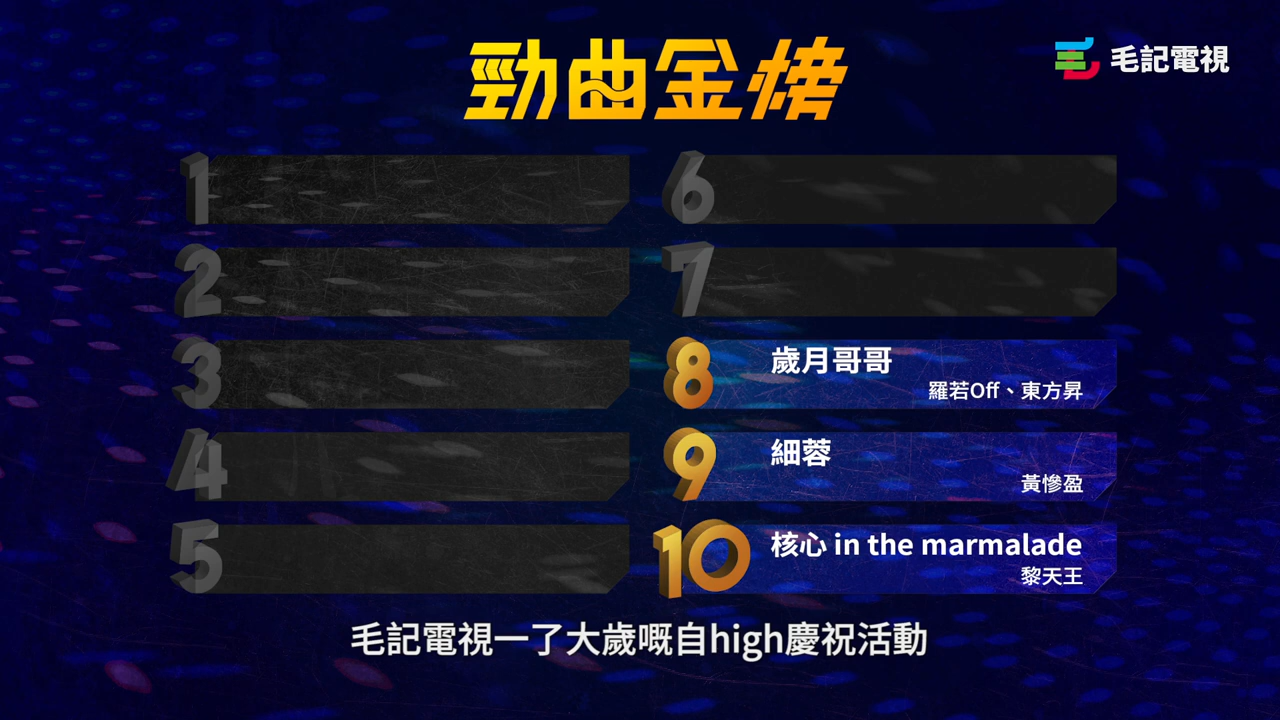 勁曲金榜
毛記電視
1
2
3
4
5
6
7
8
歲月哥哥
羅若Off、東方昇
9
細蓉
黃慘盈
10
核心 in the marmalade
黎天王
毛記電視一了大歲嘅自high慶祝活動